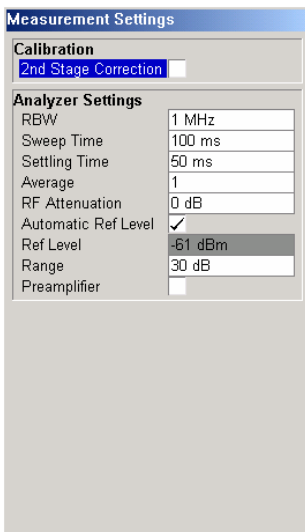 Measurement Settings
Calibration
2nd Stage Correction
Analyzer Settings
RBW 1 MHz
Sweep Time 100 ms
Settling Time 50 ms
Average 1
RF Attenuation 0 dB
Automatic Ref Level
Ref Level -61 dBm
Range 30 dB
Preamplifier